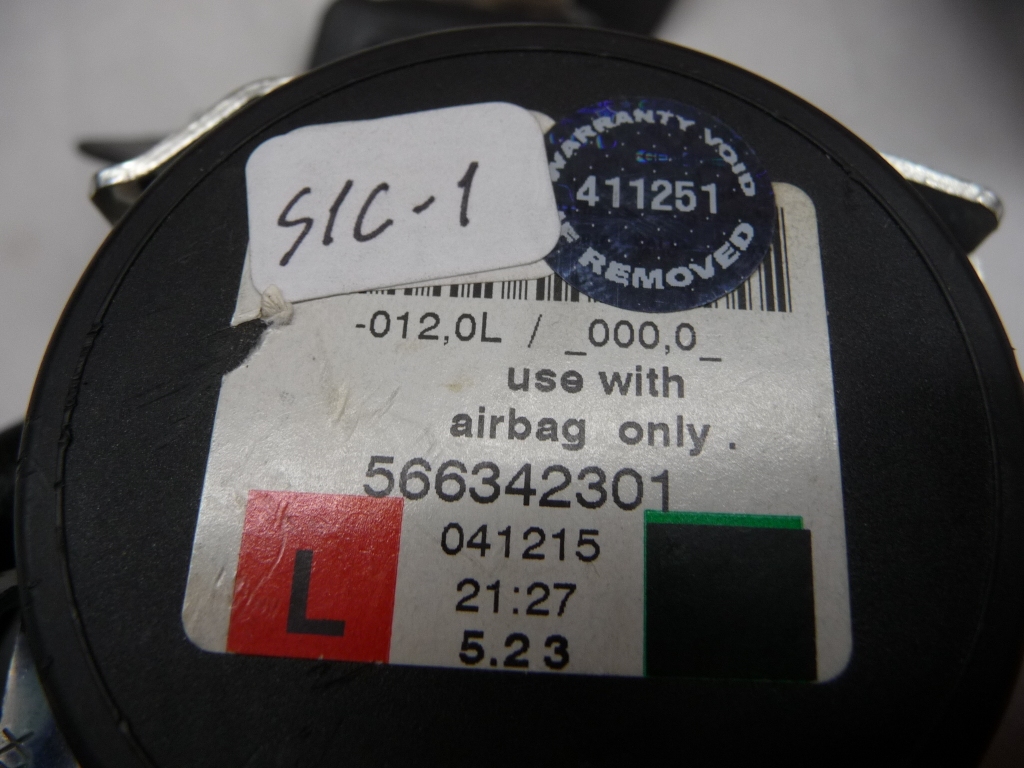 SIC-1
WARRANTY VOID
411251
IF REMOVED
-012,0L / _000,0_
use with
airbag only .
566342301
041215
21:27
5.23
L